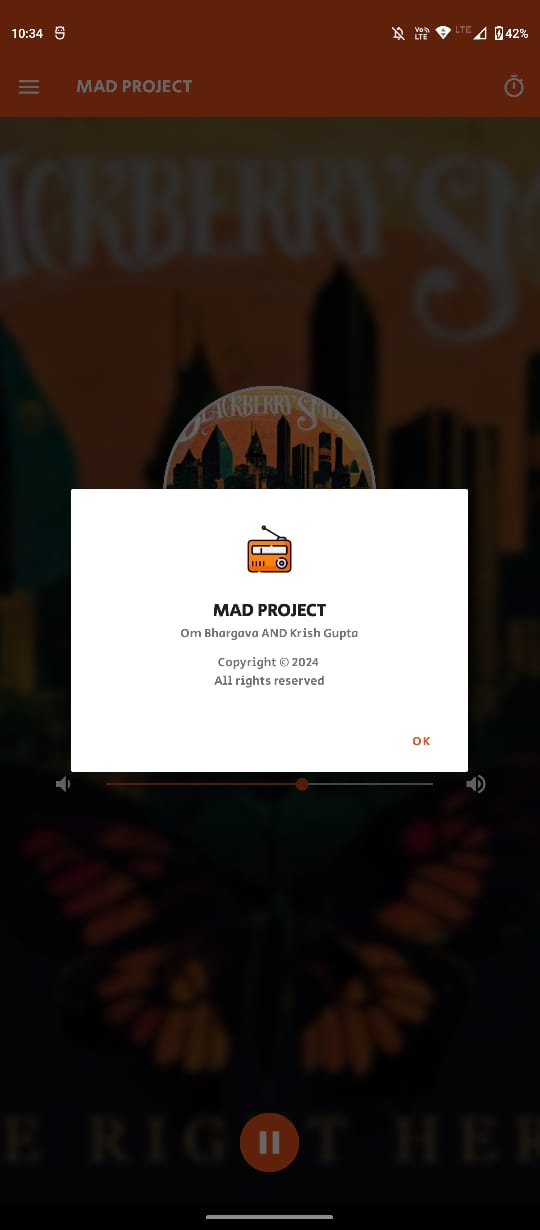 10:34
Vo))
LTE
LTE
42%
MAD PROJECT
ACKBERRY'S
BLACKBERRY SM
MAD PROJECT
Om Bhargava AND Krish Gupta
Copyright © 2024
All rights reserved
OK
E RIGHT HER